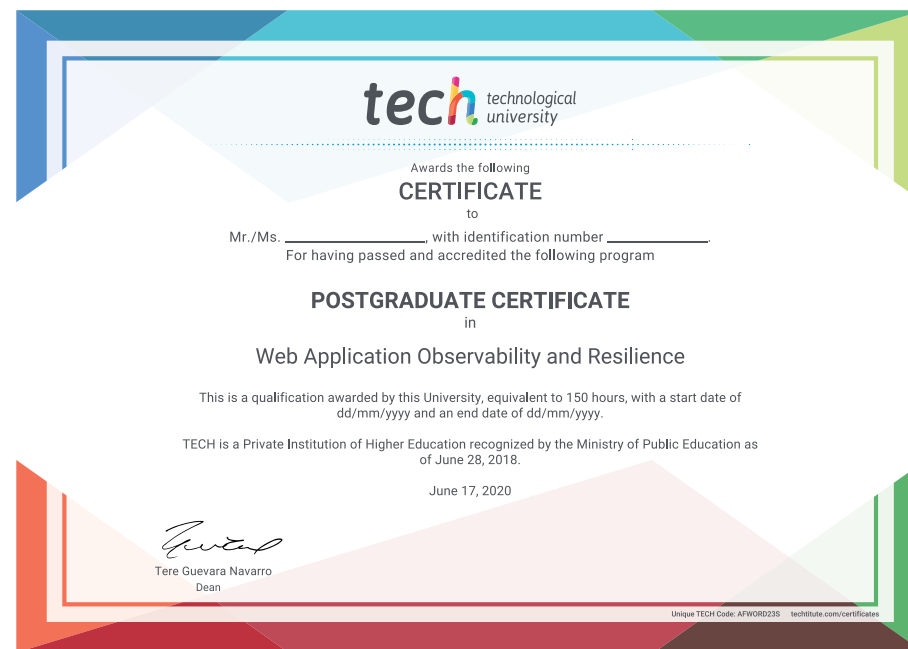 tech technological
university
Awards the following
CERTIFICATE
to
Mr./Ms. ____________________, with identification number ______________.
For having passed and accredited the following program
POSTGRADUATE CERTIFICATE
in
Web Application Observability and Resilience
This is a qualification awarded by this University, equivalent to 150 hours, with a start date of
dd/mm/yyyy and an end date of dd/mm/yyyy.
TECH is a Private Institution of Higher Education recognized by the Ministry of Public Education as
of June 28, 2018.
June 17, 2020
Tere Guevara Navarro
Dean
Unique TECH Code: AFWORD23S techtitute.com/certificates